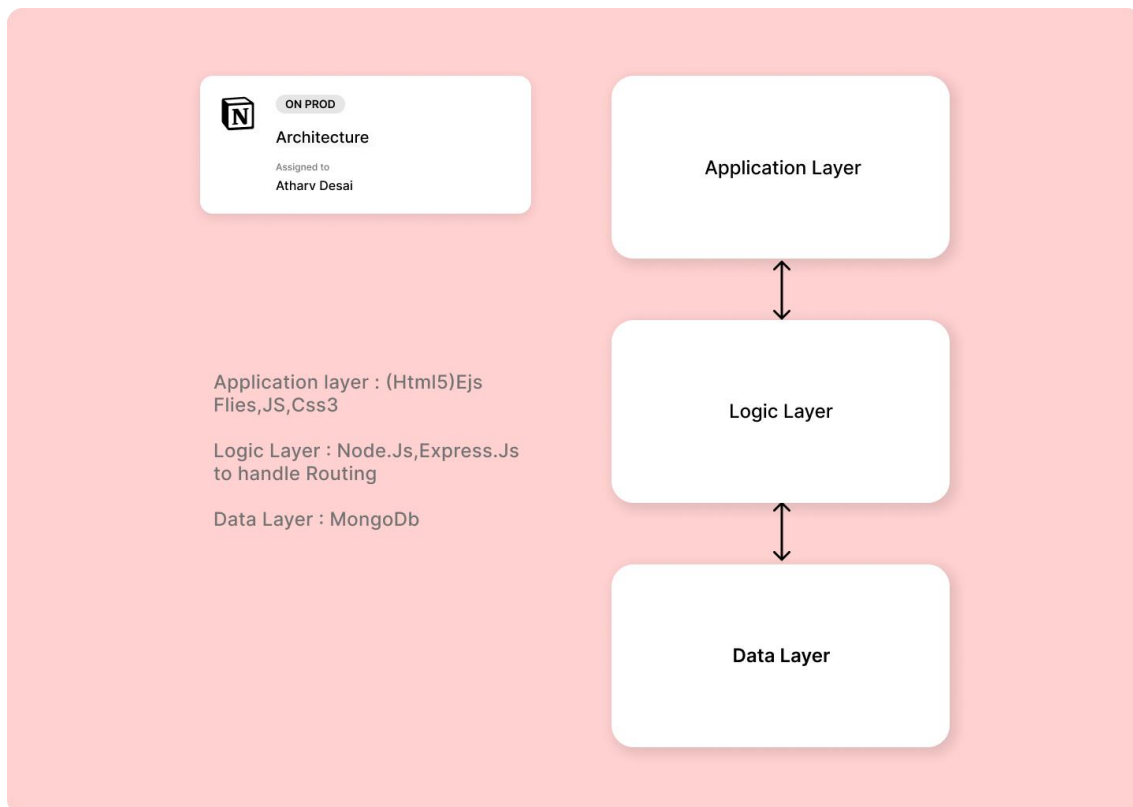 N
ON PROD
Architecture
Assigned to
Atharv Desai
Application layer : (Html5)Ejs
Flies,JS,Css3
Logic Layer : Node.Js,Express.Js
to handle Routing
Data Layer : MongoDb
Application Layer
Logic Layer
Data Layer